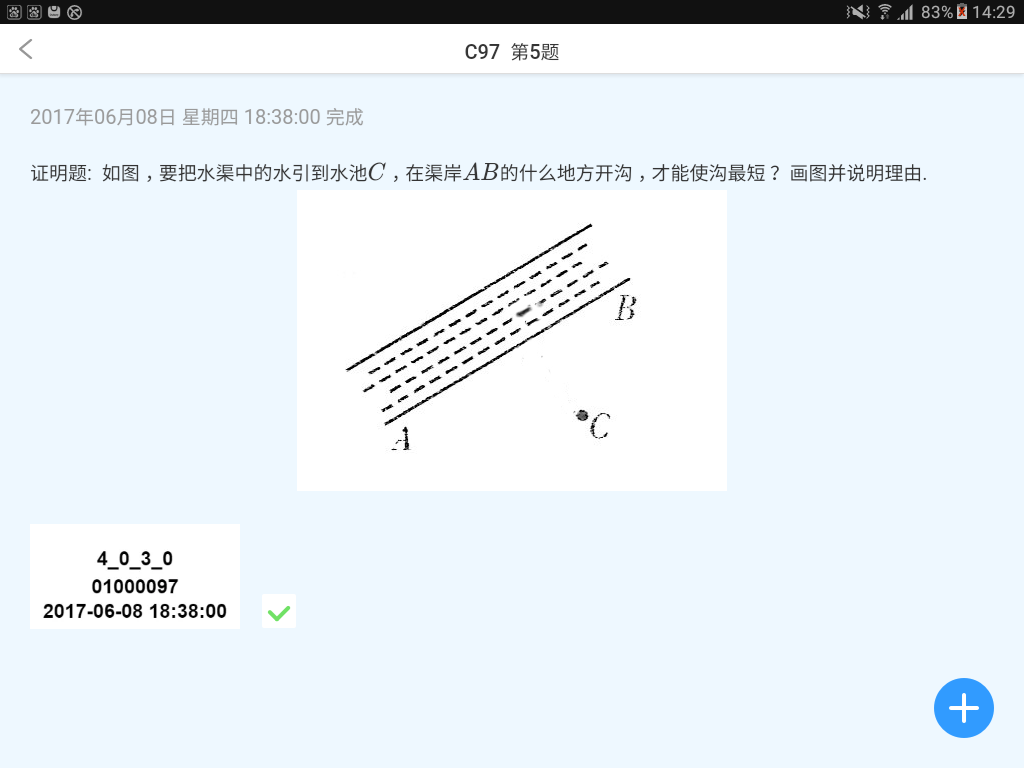 83% 14:29
C97 第5题
2017年06月08日 星期四 18:38:00 完成
证明题: 如图，要把水渠中的水引到水池C，在渠岸AB的什么地方开沟，才能使沟最短？画图并说明理由.
B
C
A
4_0_3_0
01000097
2017-06-08 18:38:00